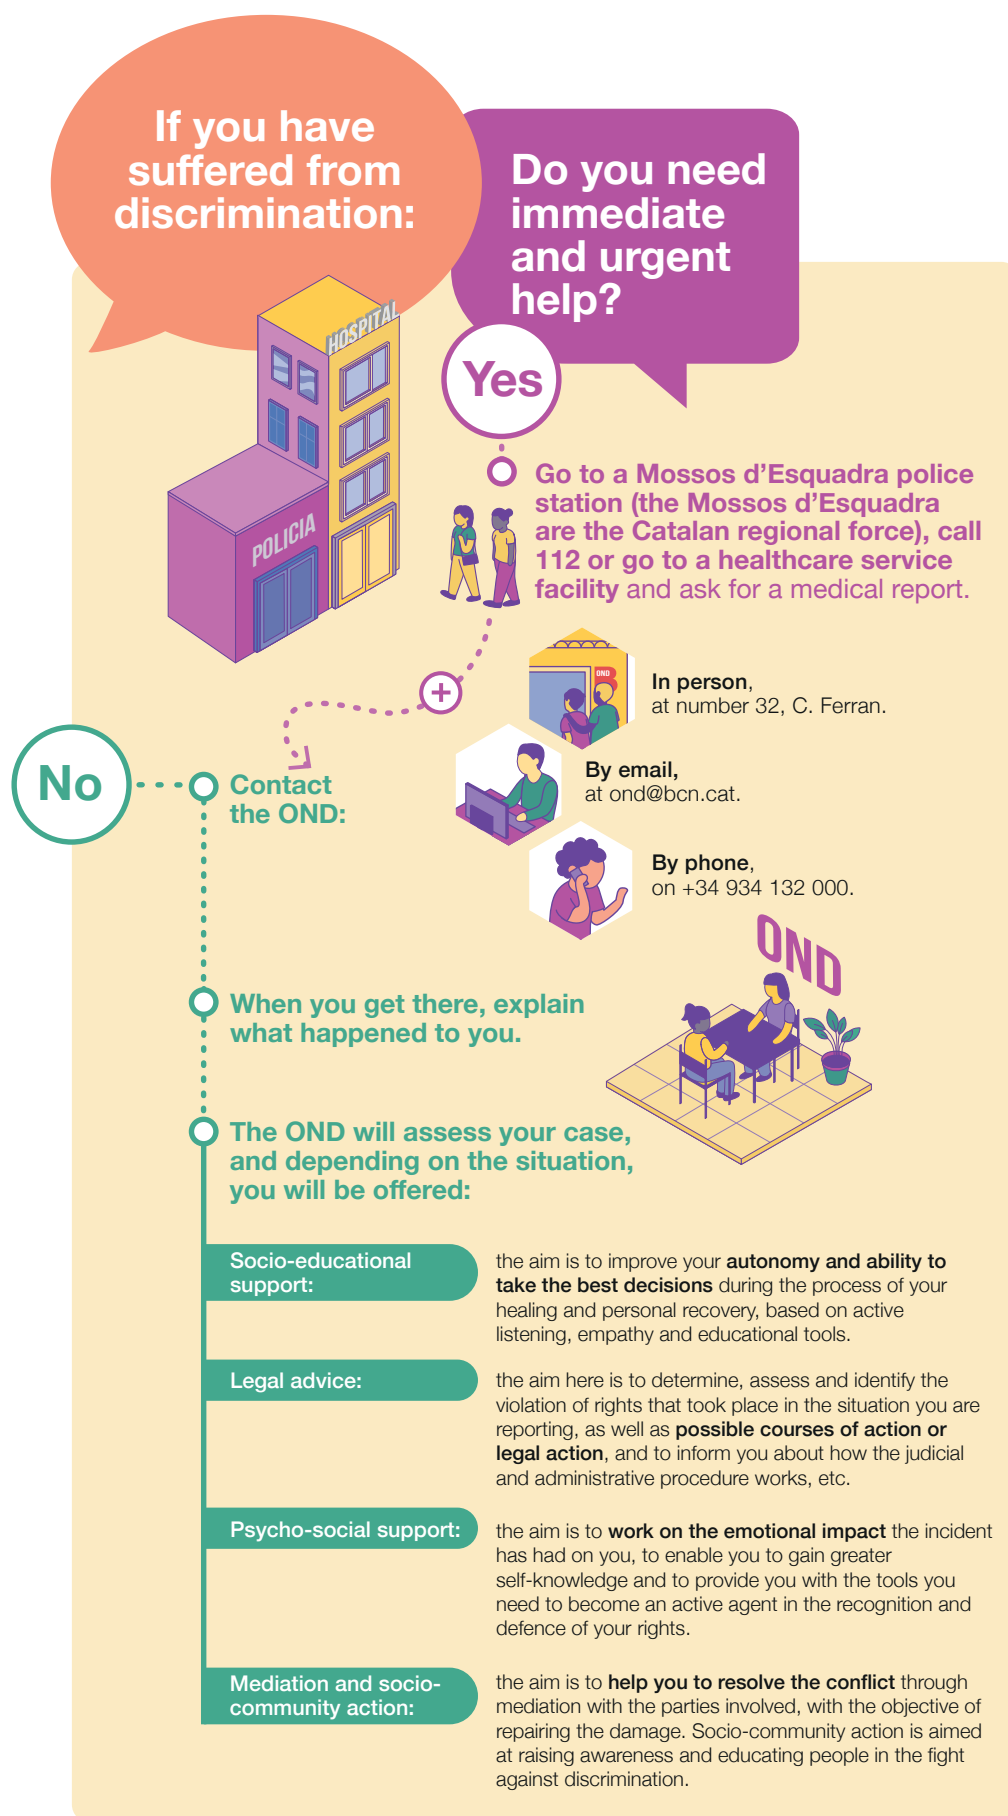 If you have
suffered from
discrimination:
Do you need
immediate
and urgent
help?
HOSPITAL
POLICIA
Yes
Go to a Mossos d'Esquadra police
station (the Mossos d'Esquadra
are the Catalan regional force), call
112 or go to a healthcare service
facility and ask for a medical report.
+
OND
In person,
at number 32, C. Ferran.
By email,
at ond@bcn.cat.
By phone,
on +34 934 132 000.
No
Contact
the OND:
OND
When you get there, explain
what happened to you.
The OND will assess your case,
and depending on the situation,
you will be offered:
Socio-educational
support:
the aim is to improve your autonomy and ability to
take the best decisions during the process of your
healing and personal recovery, based on active
listening, empathy and educational tools.
Legal advice:
the aim here is to determine, assess and identify the
violation of rights that took place in the situation you are
reporting, as well as possible courses of action or
legal action, and to inform you about how the judicial
and administrative procedure works, etc.
Psycho-social support:
the aim is to work on the emotional impact the incident
has had on you, to enable you to gain greater
self-knowledge and to provide you with the tools you
need to become an active agent in the recognition and
defence of your rights.
Mediation and socio-
community action:
the aim is to help you to resolve the conflict through
mediation with the parties involved, with the objective of
repairing the damage. Socio-community action is aimed
at raising awareness and educating people in the fight
against discrimination.